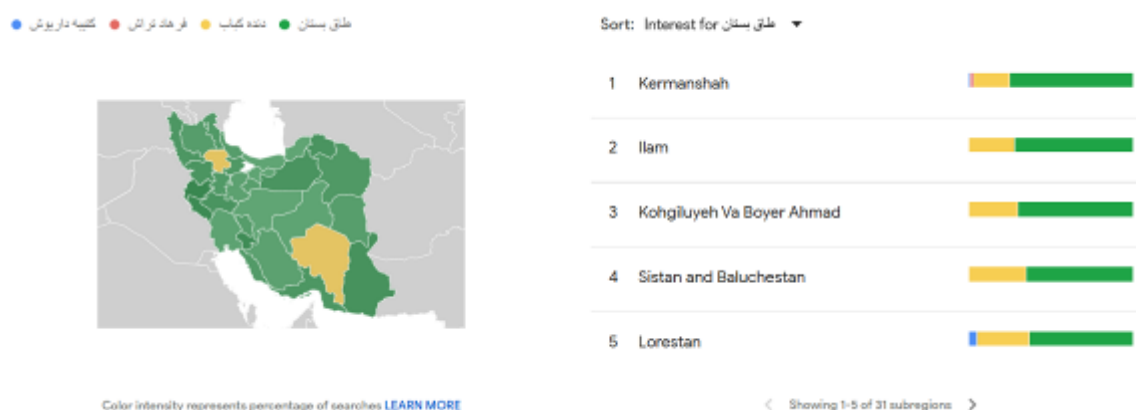 طاق بستان دنده کباب فرهاد تراش کتیبه داریوش
Sort: Interest for طاق بستان
1 Kermanshah
2 Ilam
3 Kohgiluyeh Va Boyer Ahmad
4 Sistan and Baluchestan
5 Lorestan
Color intensity represents percentage of searches LEARN MORE
Showing 1-5 of 31 subregions